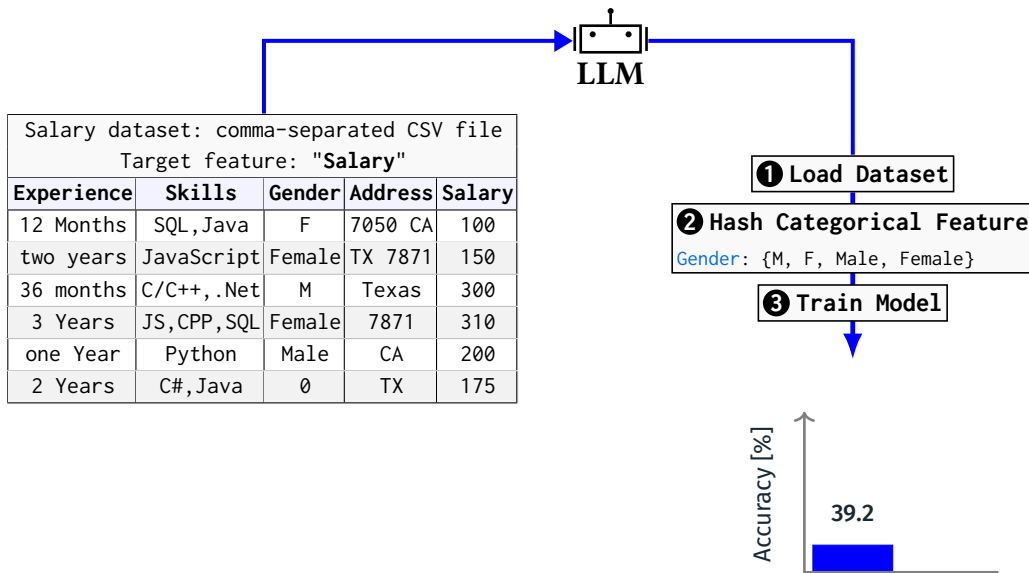 LLM
Salary dataset: comma-separated CSV file
Target feature: "Salary"
Experience Skills Gender Address Salary
12 Months SQL,Java F 7050 CA 100
two years JavaScript Female TX 7871 150
36 months C/C++,.Net M Texas 300
3 Years JS,CPP,SQL Female 7871 310
one Year Python Male CA 200
2 Years C#,Java 0 TX 175
1 Load Dataset
2 Hash Categorical Feature
Gender: {M, F, Male, Female}
3 Train Model
Accuracy [%]
39.2